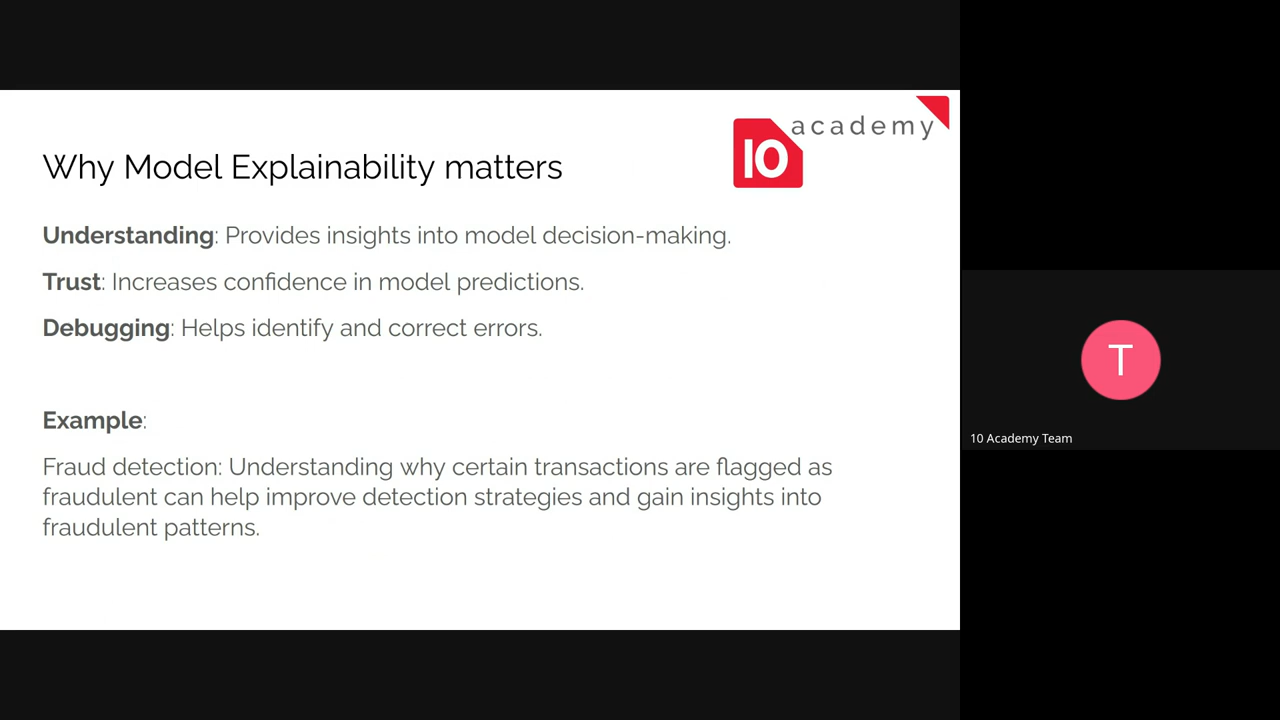 10 academy
Why Model Explainability matters
Understanding: Provides insights into model decision-making.
Trust: Increases confidence in model predictions.
Debugging: Helps identify and correct errors.
Example:
Fraud detection: Understanding why certain transactions are flagged as
fraudulent can help improve detection strategies and gain insights into
fraudulent patterns.
T
10 Academy Team